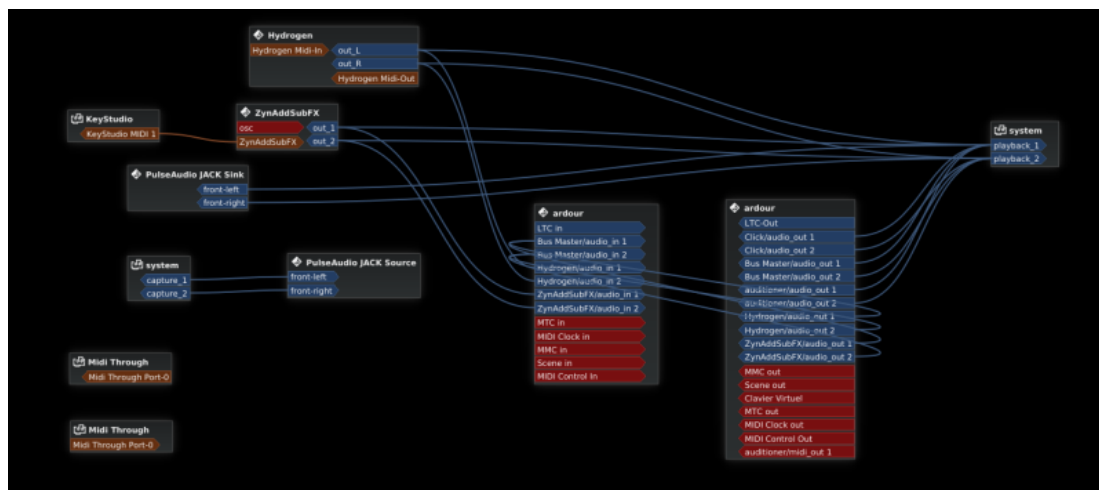 Hydrogen
Hydrogen Midi-In
out_L
out_R
Hydrogen Midi-Out
KeyStudio
KeyStudio MIDI 1
ZynAddSubFX
osc
out_1
ZynAddSubFX
out_2
system
playback_1
playback_2
PulseAudio JACK Sink
front-left
front-right
system
capture_1
capture_2
PulseAudio JACK Source
front-left
front-right
ardour
LTC in
Bus Master/audio_in 1
Bus Master/audio_in 2
Hydrogen/audio_in 1
Hydrogen/audio_in 2
ZynAddSubFX/audio_in 1
ZynAddSubFX/audio_in 2
MTC in
MIDI Clock in
MMC in
Scene in
MIDI Control In
ardour
LTC-Out
Click/audio_out 1
Click/audio_out 2
Bus Master/audio_out 1
Bus Master/audio_out 2
auditioner/audio_out 1
auditioner/audio_out 2
Hydrogen/audio_out 1
Hydrogen/audio_out 2
ZynAddSubFX/audio_out 1
ZynAddSubFX/audio_out 2
MMC out
Scene out
Clavier Virtuel
MTC out
MIDI Clock out
MIDI Control Out
auditioner/midi_out 1
Midi Through
Midi Through Port-0
Midi Through
Midi Through Port-0